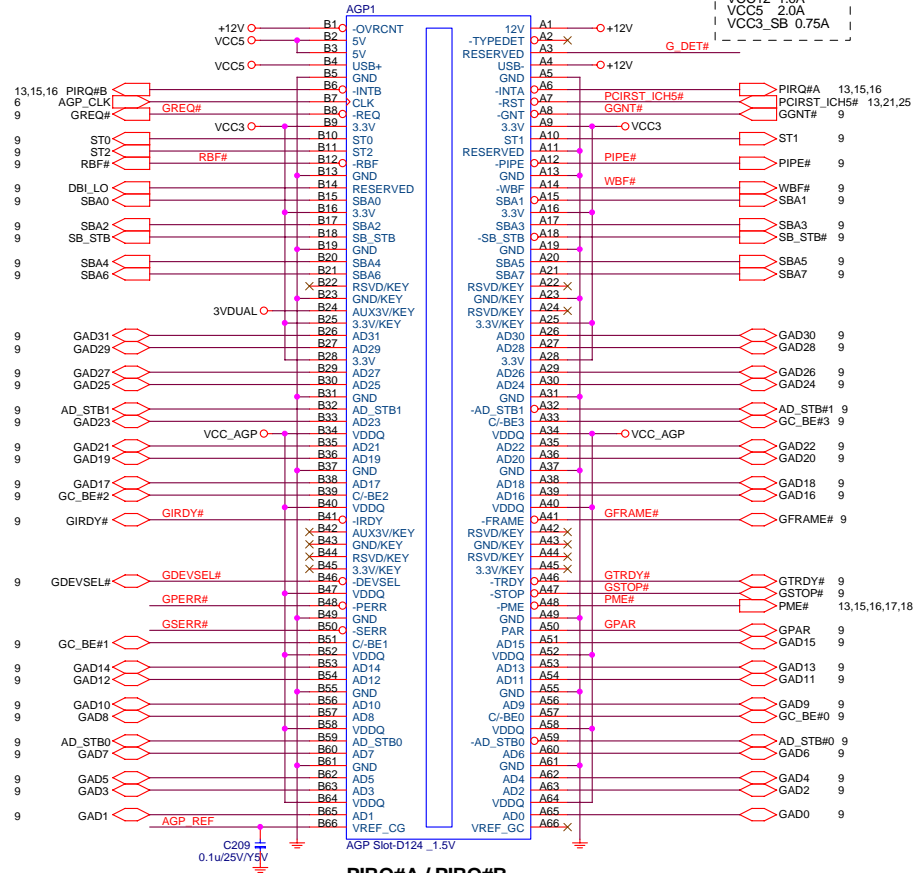 VCC5 2.0A
VCC3_SB 0.75A
AGP1
+12V B1 -OVRCNT 12V A1 +12V
VCC5 B2 5V -TYPEDET A2
B3 5V RESERVED A3 G_DET#
VCC5 B4 USB+ USB- A4 +12V
B5 GND GND A5
13,15,16 PIRQ#B B6 -INTB -INTA A6 PIRQ#A 13,15,16
6 AGP_CLK B7 CLK -RST A7 PCIRST_ICH5# PCIRST_ICH5# 13,21,25
9 GREQ# GREQ# B8 -REQ -GNT A8 GGNT# GGNT# 9
VCC3 B9 3.3V 3.3V A9 VCC3
9 ST0 B10 ST0 ST1 A10 ST1 9
9 ST2 B11 ST2 RESERVED A11
9 RBF# RBF# B12 -RBF -PIPE A12 PIPE# PIPE# 9
B13 GND GND A13
9 DBI_LO B14 RESERVED -WBF A14 WBF# WBF# 9
9 SBA0 B15 SBA0 SBA1 A15 SBA1 9
B16 3.3V 3.3V A16
9 SBA2 B17 SBA2 SBA3 A17 SBA3 9
9 SB_STB B18 SB_STB -SB_STB A18 SB_STB# 9
B19 GND GND A19
9 SBA4 B20 SBA4 SBA5 A20 SBA5 9
9 SBA6 B21 SBA6 SBA7 A21 SBA7 9
B22 RSVD/KEY RSVD/KEY A22
B23 GND/KEY GND/KEY A23
3VDUAL B24 AUX3V/KEY RSVD/KEY A24
B25 3.3V/KEY 3.3V/KEY A25
9 GAD31 B26 AD31 AD30 A26 GAD30 9
9 GAD29 B27 AD29 AD28 A27 GAD28 9
B28 3.3V 3.3V A28
9 GAD27 B29 AD27 AD26 A29 GAD26 9
9 GAD25 B30 AD25 AD24 A30 GAD24 9
B31 GND GND A31
9 AD_STB1 B32 AD_STB1 -AD_STB1 A32 AD_STB#1 9
9 GAD23 B33 AD23 C/-BE3 A33 GC_BE#3 9
VCC_AGP B34 VDDQ VDDQ A34 VCC_AGP
9 GAD21 B35 AD21 AD22 A35 GAD22 9
9 GAD19 B36 AD19 AD20 A36 GAD20 9
B37 GND GND A37
9 GAD17 B38 AD17 AD18 A38 GAD18 9
9 GC_BE#2 B39 C/-BE2 AD16 A39 GAD16 9
B40 VDDQ VDDQ A40
9 GIRDY# GIRDY# B41 -IRDY -FRAME A41 GFRAME# GFRAME# 9
B42 AUX3V/KEY RSVD/KEY A42
B43 GND/KEY GND/KEY A43
B44 RSVD/KEY RSVD/KEY A44
B45 3.3V/KEY 3.3V/KEY A45
9 GDEVSEL# GDEVSEL# B46 -DEVSEL -TRDY A46 GTRDY# GTRDY# 9
B47 VDDQ -STOP A47 GSTOP# GSTOP# 9
GPERR# B48 -PERR -PME A48 PME# PME# 13,15,16,17,18
B49 GND GND A49
GSERR# B50 -SERR PAR A50 GPAR GPAR 9
9 GC_BE#1 B51 C/-BE1 AD15 A51 GAD15 9
B52 VDDQ VDDQ A52
9 GAD14 B53 AD14 AD13 A53 GAD13 9
9 GAD12 B54 AD12 AD11 A54 GAD11 9
B55 GND GND A55
9 GAD10 B56 AD10 AD9 A56 GAD9 9
9 GAD8 B57 AD8 C/-BE0 A57 GC_BE#0 9
B58 VDDQ VDDQ A58
9 AD_STB0 B59 AD_STB0 -AD_STB0 A59 AD_STB#0 9
9 GAD7 B60 AD7 AD6 A60 GAD6 9
B61 GND GND A61
9 GAD5 B62 AD5 AD4 A62 GAD4 9
9 GAD3 B63 AD3 AD2 A63 GAD2 9
B64 VDDQ VDDQ A64
9 GAD1 B65 AD1 AD0 A65 GAD0 9
AGP_REF B66 VREF_CG VREF_GC A66
AGP Slot-D124 _1.5V
C209
0.1u/25V/Y5V